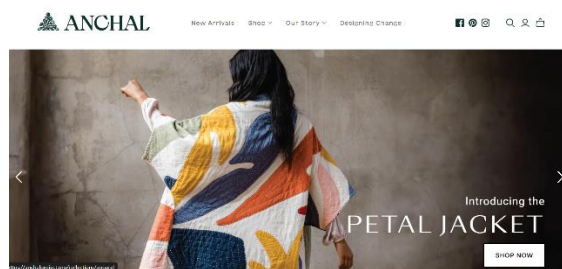 ANCHAL
New Arrivals Shop Our Story Designing Change
Introducing the
PETAL JACKET
SHOP NOW